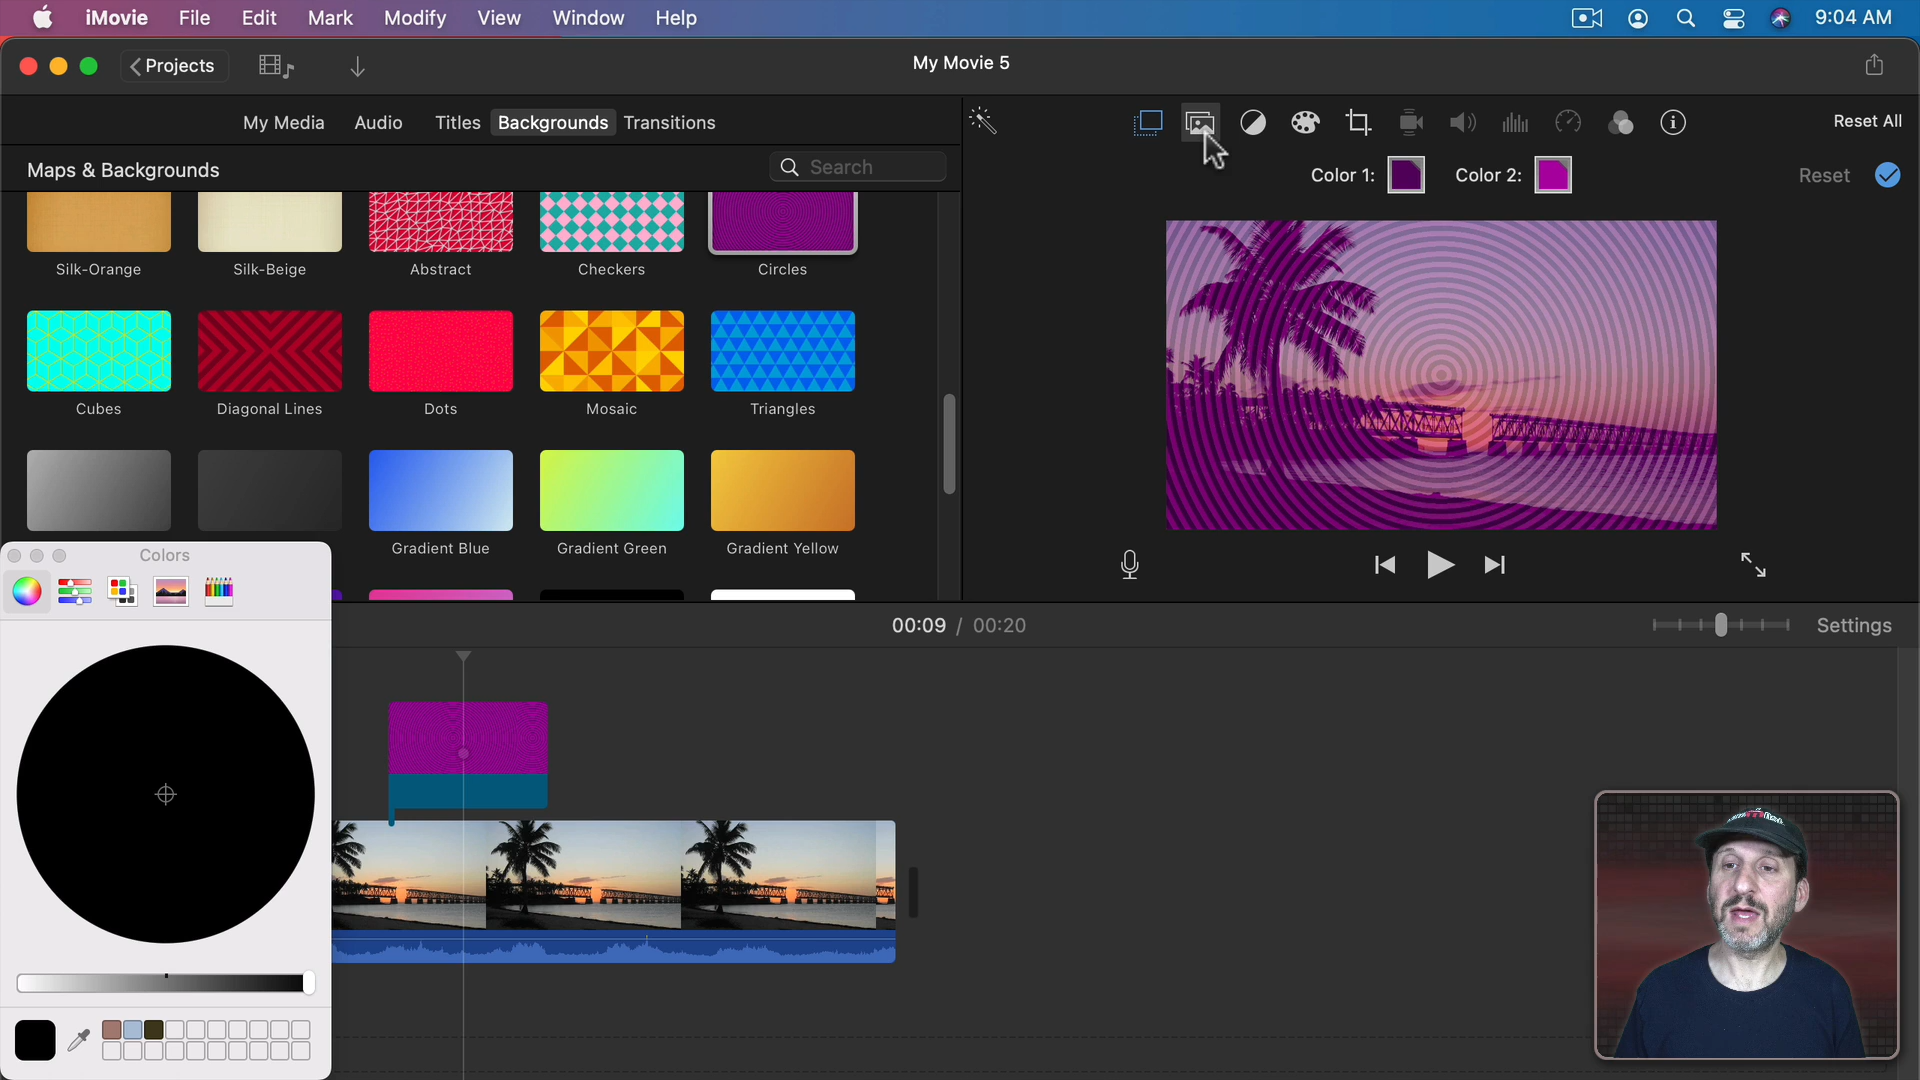 iMovie File Edit Mark Modify View Window Help 9:04 AM
Projects My Movie 5
My Media Audio Titles Backgrounds Transitions Reset All
Maps & Backgrounds Search Color 1: Color 2: Reset
Silk-Orange Silk-Beige Abstract Checkers Circles
Cubes Diagonal Lines Dots Mosaic Triangles
Gradient Blue Gradient Green Gradient Yellow
Colors
00:09 / 00:20 Settings